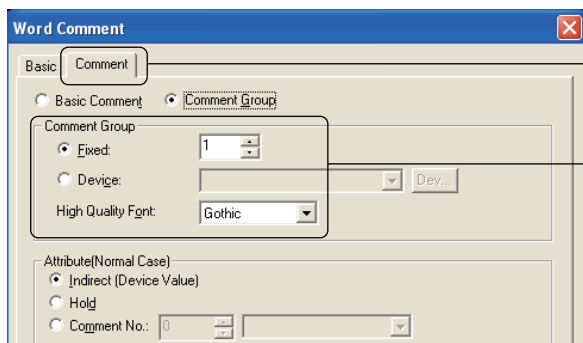 Word Comment
Basic Comment
Basic Comment Comment Group
Comment Group
Fixed: 1
Device: Dev...
High Quality Font: Gothic
Attribute(Normal Case)
Indirect (Device Value)
Hold
Comment No.: 0